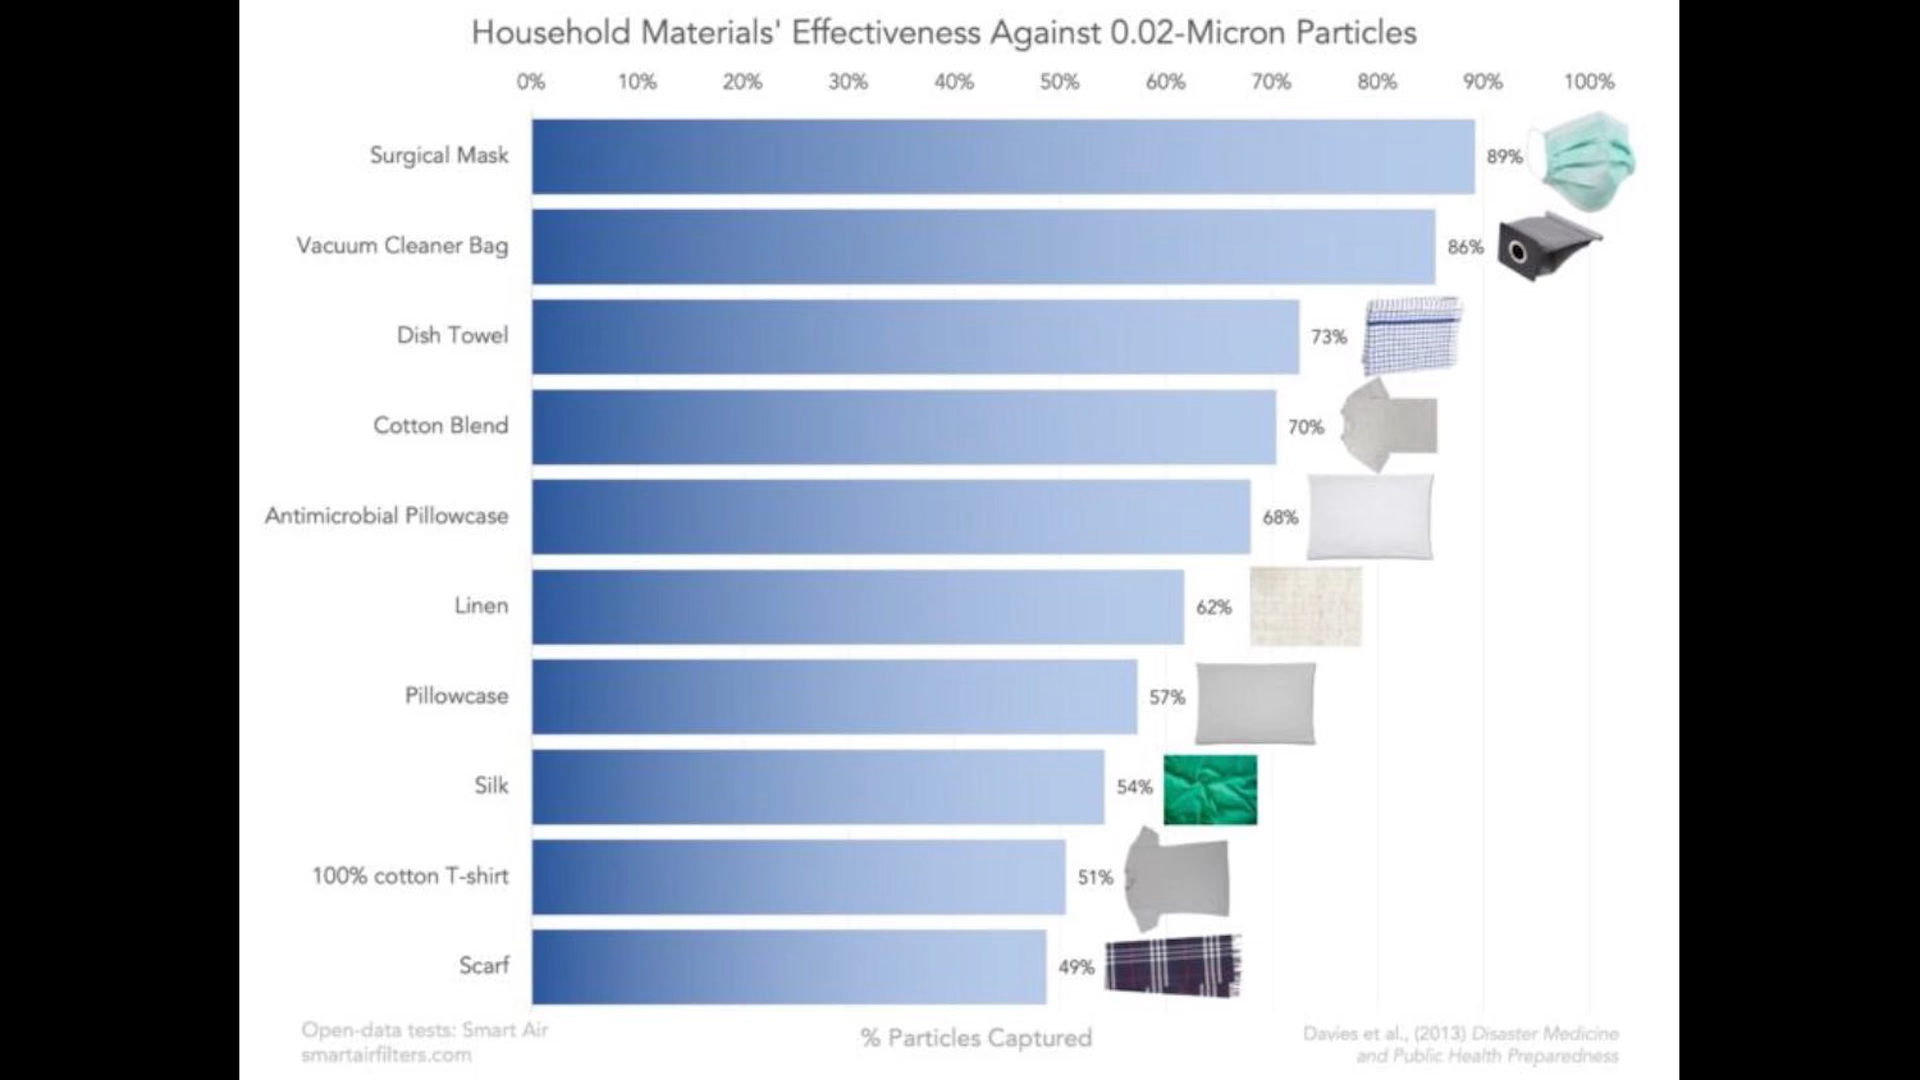 Household Materials' Effectiveness Against 0.02-Micron Particles
0% 10% 20% 30% 40% 50% 60% 70% 80% 90% 100%
Surgical Mask 89%
Vacuum Cleaner Bag 86%
Dish Towel 73%
Cotton Blend 70%
Antimicrobial Pillowcase 68%
Linen 62%
Pillowcase 57%
Silk 54%
100% cotton T-shirt 51%
Scarf 49%
% Particles Captured
Open-data tests: Smart Air
smartairfilters.com
Davies et al., (2013) Disaster Medicine
and Public Health Preparedness